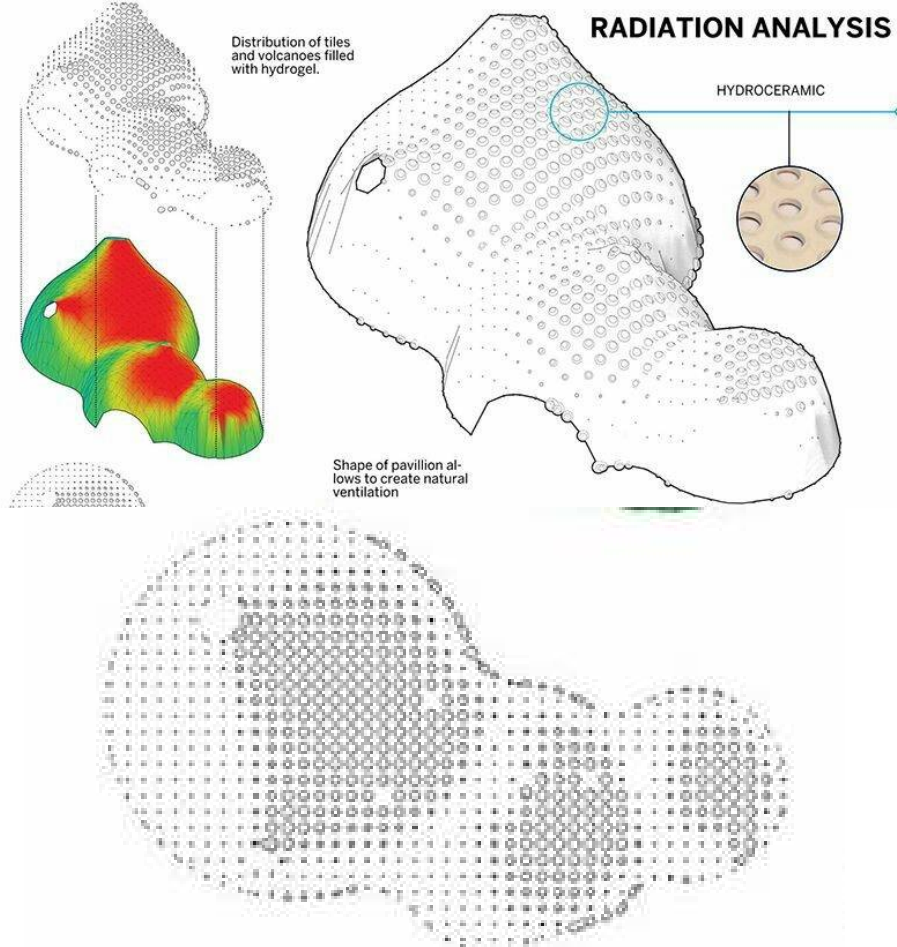 RADIATION ANALYSIS
Distribution of tiles
and volcanoes filled
with hydrogel.
HYDROCERAMIC
Shape of pavillion al-
lows to create natural
ventilation